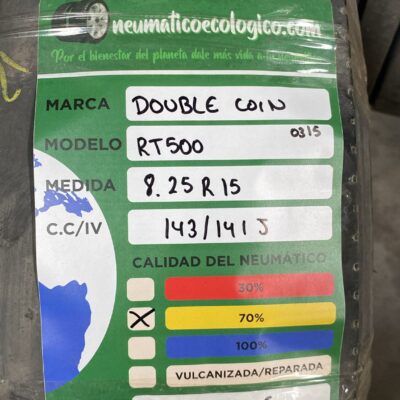 neumaticoecologico.com
Por el bienestar del planeta dale más vida a
MARCA DOUBLE COIN
MODELO RT500 0315
MEDIDA 8.25 R 15
C.C/IV 143/141 J
CALIDAD DEL NEUMÁTICO
30%
X 70%
100%
VULCANIZADA/REPARADA